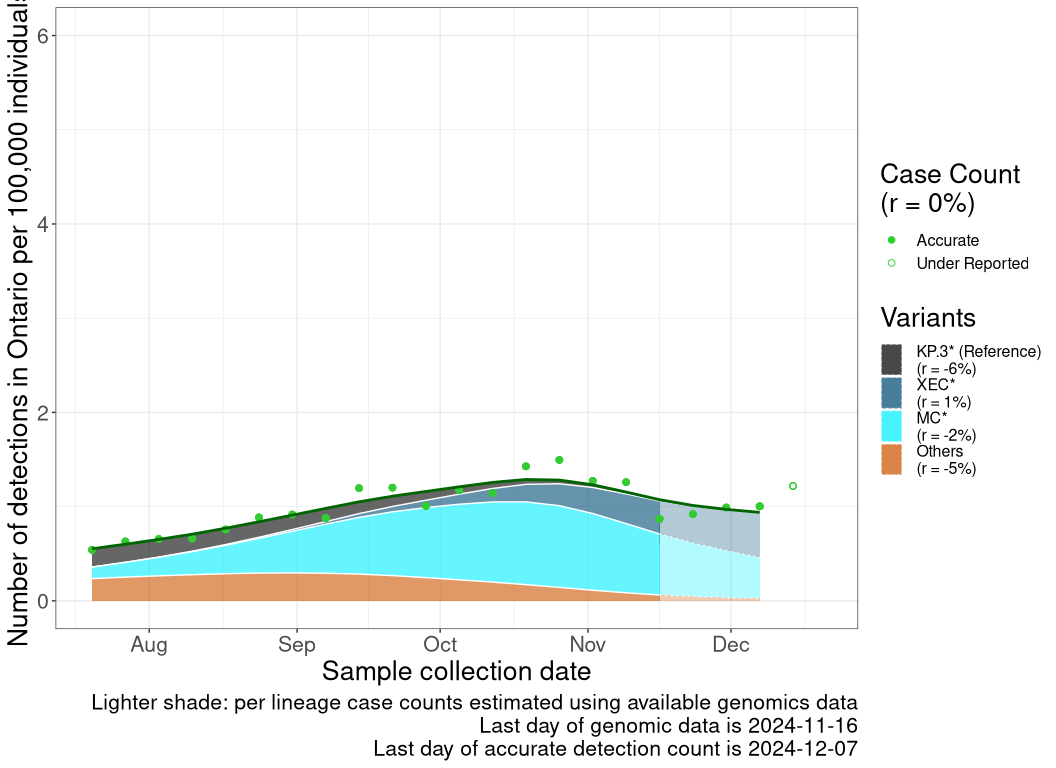 Number of detections in Ontario per 100,000 individuals
6
4
2
0
Aug Sep Oct Nov Dec
Sample collection date
Lighter shade: per lineage case counts estimated using available genomics data
Last day of genomic data is 2024-11-16
Last day of accurate detection count is 2024-12-07
Case Count
(r = 0%)
Accurate
Under Reported
Variants
KP.3* (Reference)
(r = -6%)
XEC*
(r = 1%)
MC*
(r = -2%)
Others
(r = -5%)